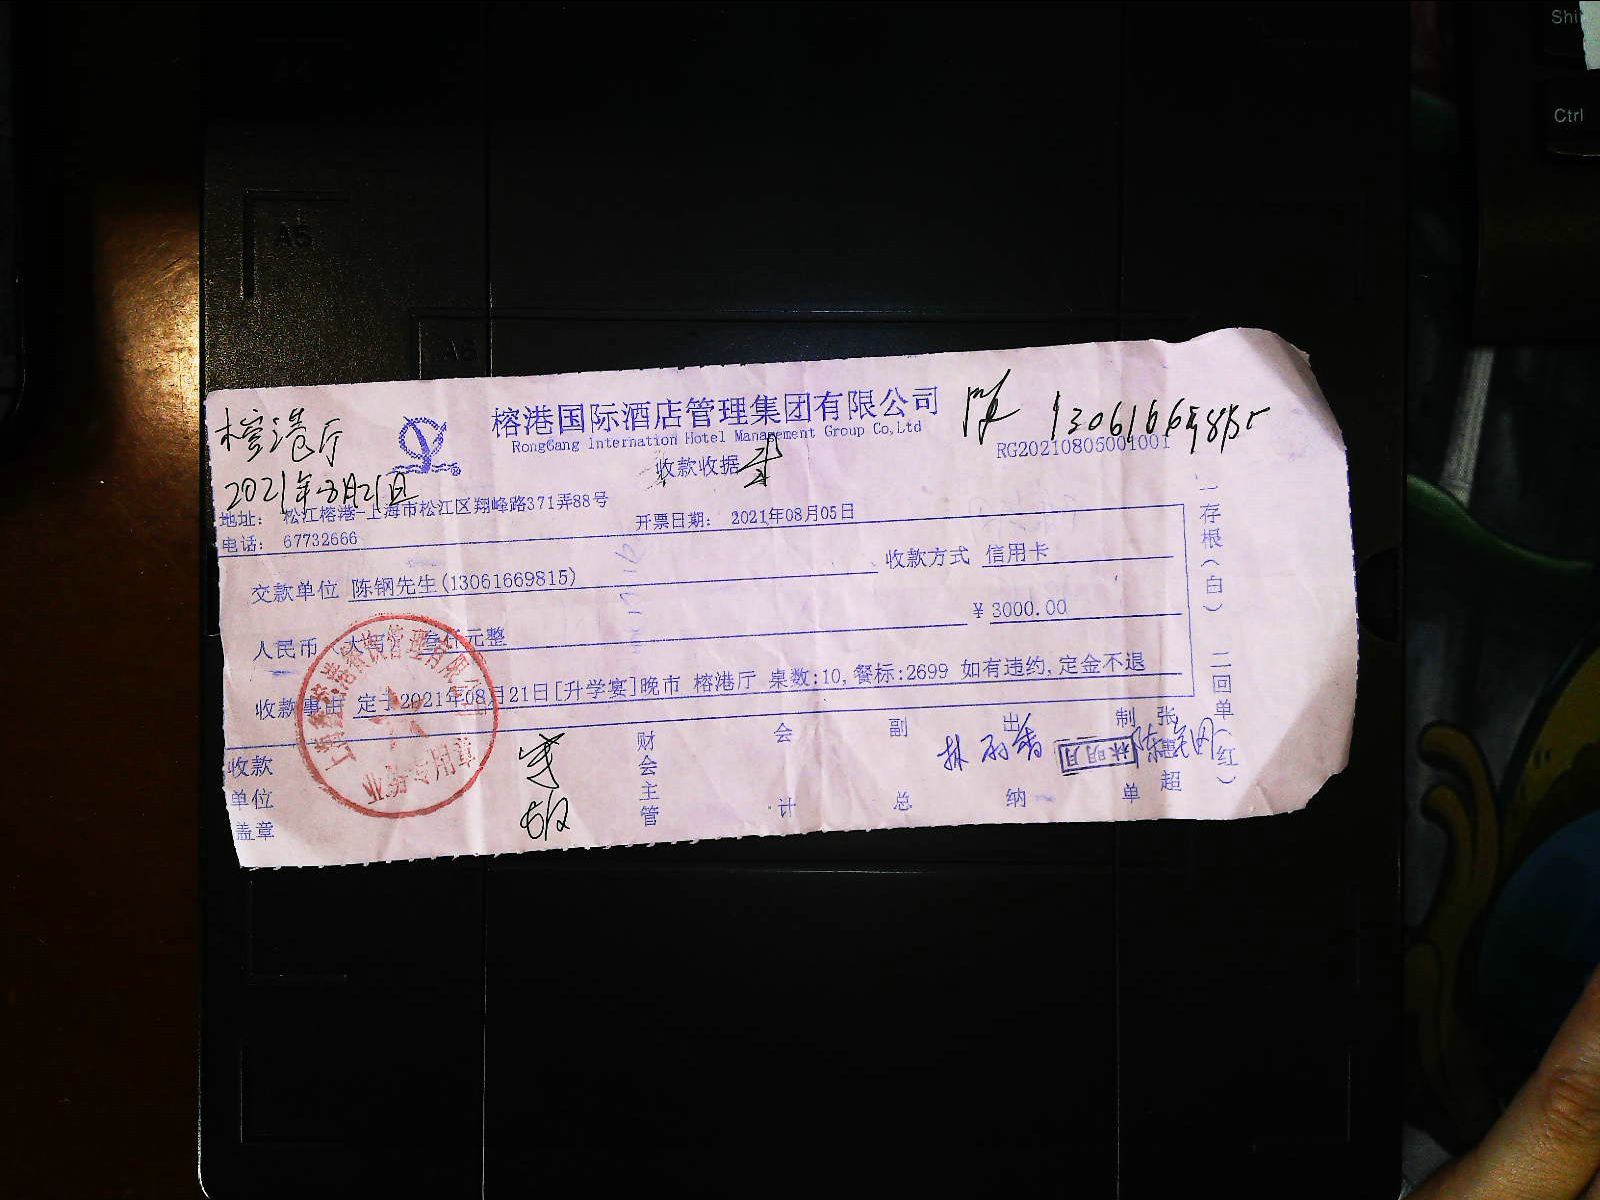 榕港国际酒店管理集团有限公司
RongGang International Hotel Management Group Co,Ltd
收款收据
陈 13061669815
RG20210805001001
榕港厅
2021年8月21日
地址: 松江榕港-上海市松江区翔峰路371弄88号
电话: 67732666
开票日期: 2021年08月05日
交款单位 陈钢先生(13061669815)
收款方式 信用卡
人民币 (大写) 叁仟元整
¥ 3000.00
收款事由 定于2021年08月21日[升学宴]晚市 榕港厅 桌数:10,餐标:2699 如有违约,定金不退
收款单位盖章
财会主管
会计
副总
出纳
制单
张惠超
林明月
业务专用章
一存根(白) 二回单(红)
A5
A6
Shi
Ctrl